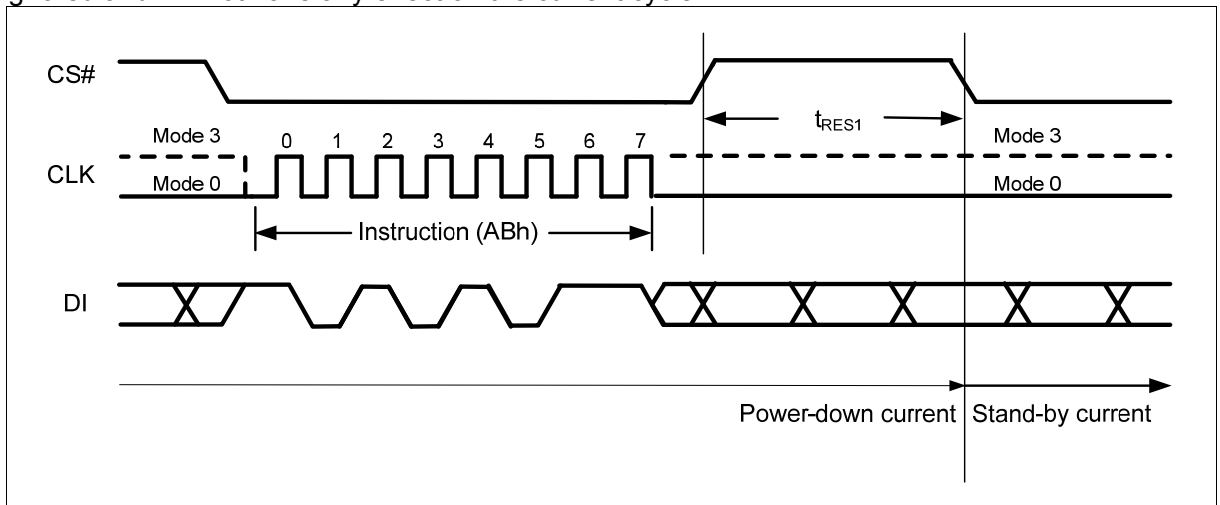 CS#
tRES1
Mode 3
0 1 2 3 4 5 6 7
Mode 3
CLK
Mode 0
Mode 0
Instruction (ABh)
DI
Power-down current
Stand-by current